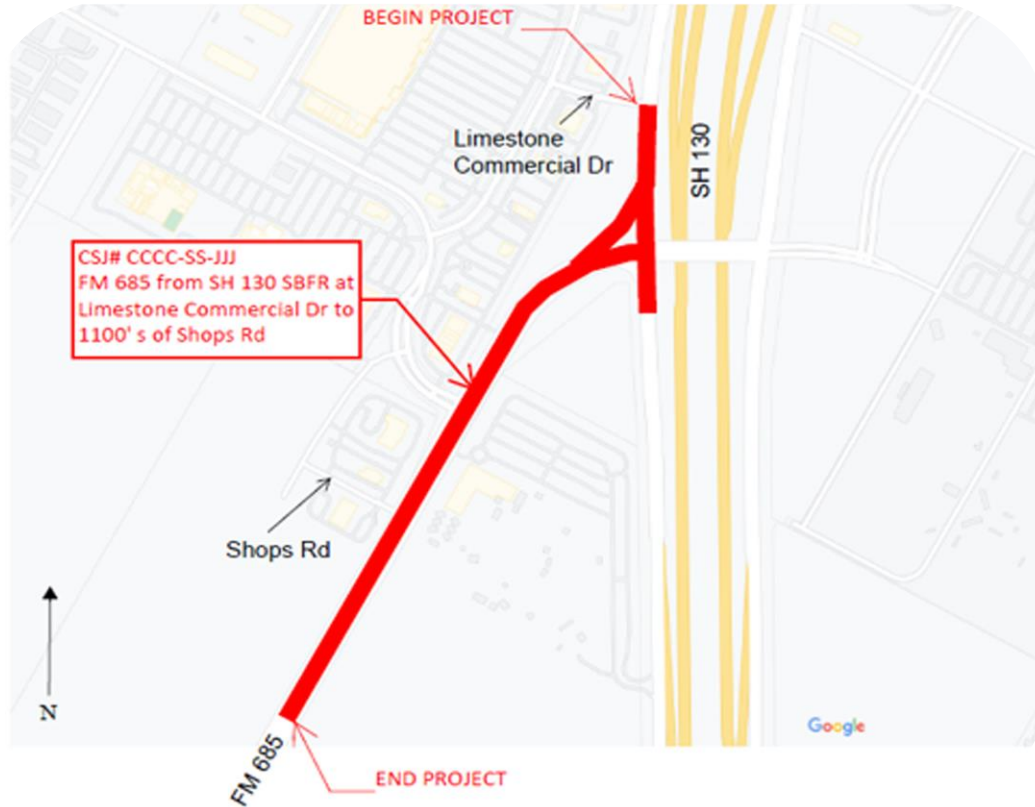 BEGIN PROJECT
Limestone
Commercial Dr
SH 130
CSJ# CCCC-SS-JJJ
FM 685 from SH 130 SBFR at
Limestone Commercial Dr to
1100' s of Shops Rd
Shops Rd
N
Google
FM 685
END PROJECT